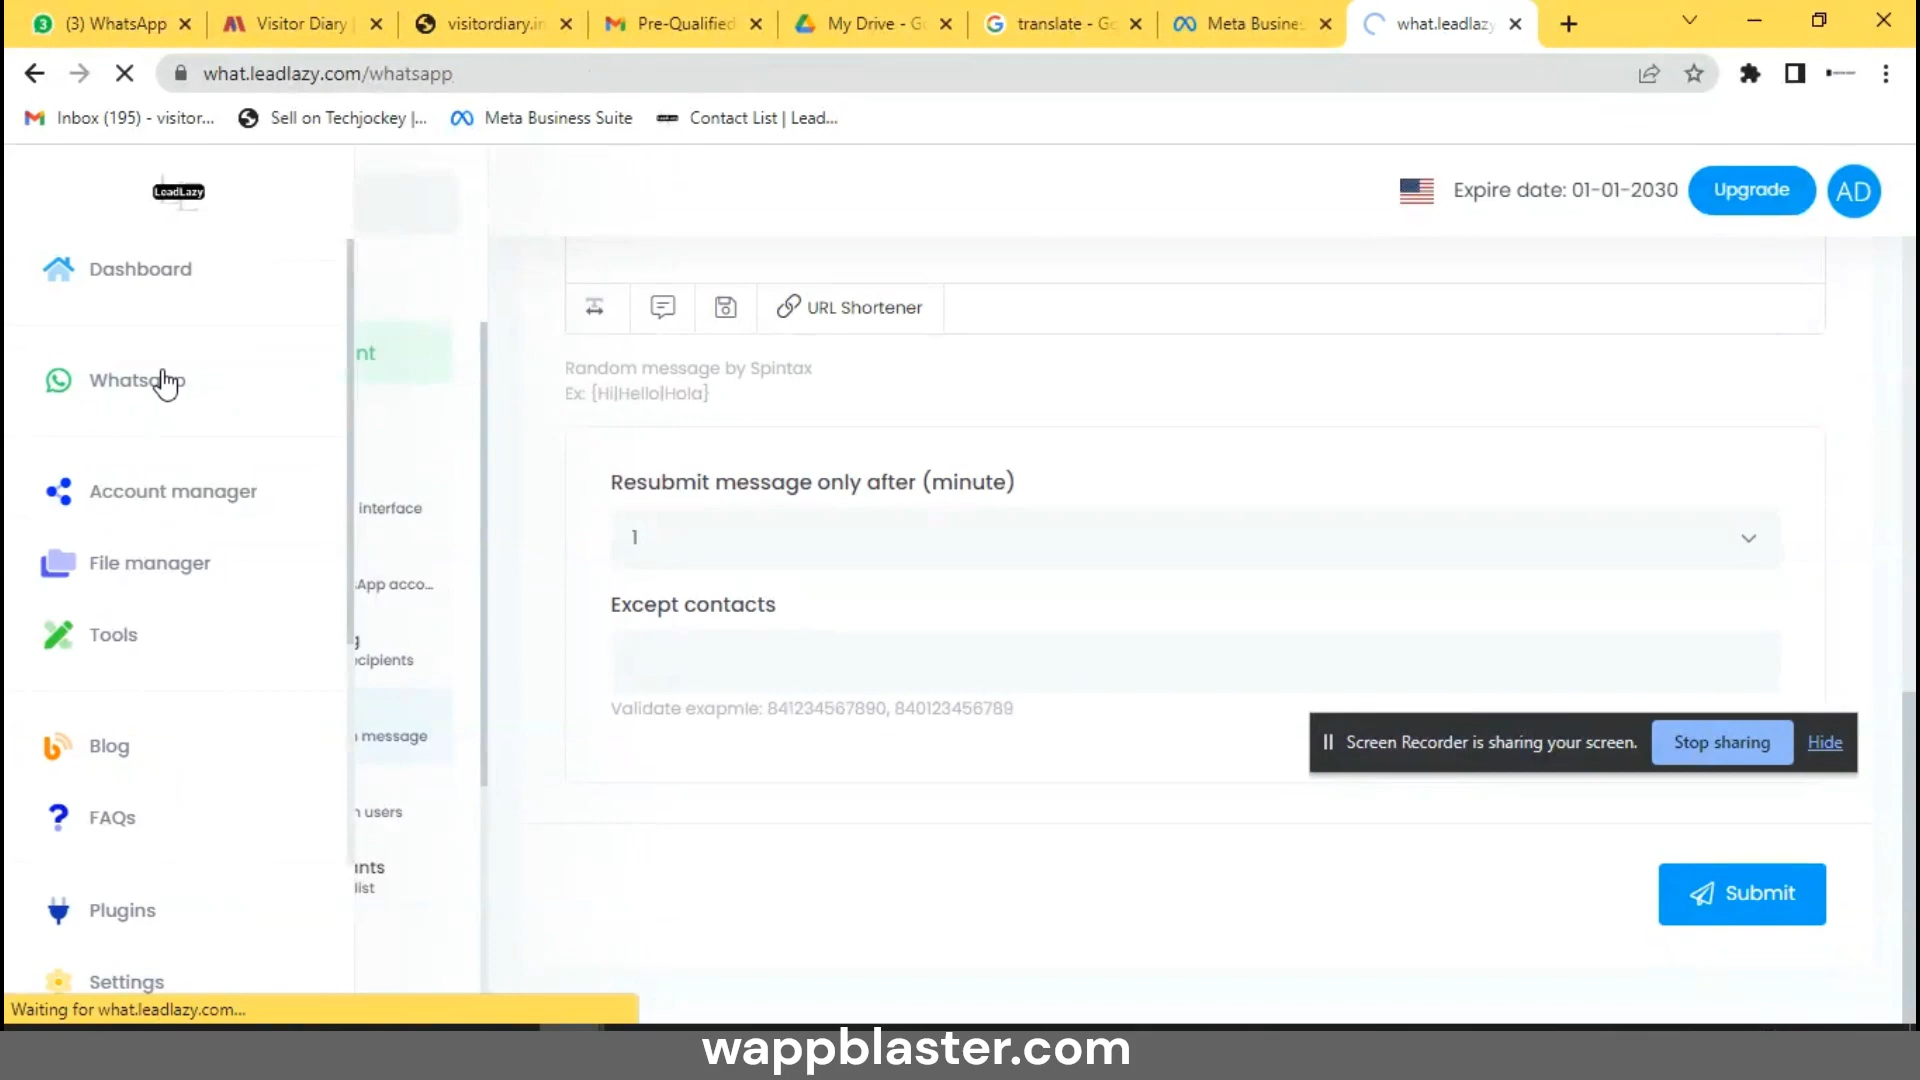 (3) WhatsApp
Visitor Diary
visitordiary.in
Pre-Qualified
My Drive - Go
translate - Go
Meta Business
what.leadlazy
what.leadlazy.com/whatsapp
Inbox (195) - visitor...
Sell on Techjockey |...
Meta Business Suite
Contact List | Lead...
LeadLazy
Expire date: 01-01-2030
Upgrade
AD
Dashboard
Whatsapp
Account manager
File manager
Tools
Blog
FAQs
Plugins
Settings
nt
interface
App acco...
g
cipients
message
users
ints
list
URL Shortener
Random message by Spintax
Ex: {Hi|Hello|Hola}
Resubmit message only after (minute)
1
Except contacts
Validate exapmle: 841234567890, 840123456789
Screen Recorder is sharing your screen.
Stop sharing
Hide
Submit
Waiting for what.leadlazy.com...
wappblaster.com